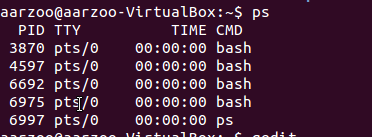 aarzoo@aarzoo-VirtualBox:~$ ps
  PID TTY          TIME CMD
 3870 pts/0    00:00:00 bash
 4597 pts/0    00:00:00 bash
 6692 pts/0    00:00:00 bash
 6975 pts/0    00:00:00 bash
 6997 pts/0    00:00:00 ps
aarzoo@aarzoo-VirtualBox:~$ gedit